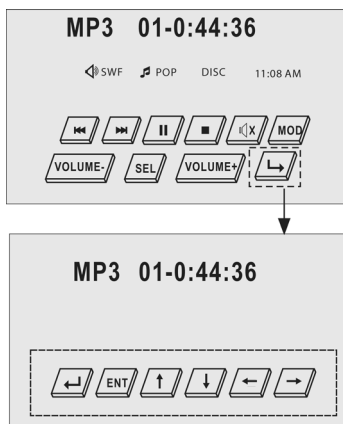 MP3 01-0:44:36
SWF POP DISC 11:08 AM
MOD
VOLUME- SEL VOLUME+
MP3 01-0:44:36
ENT